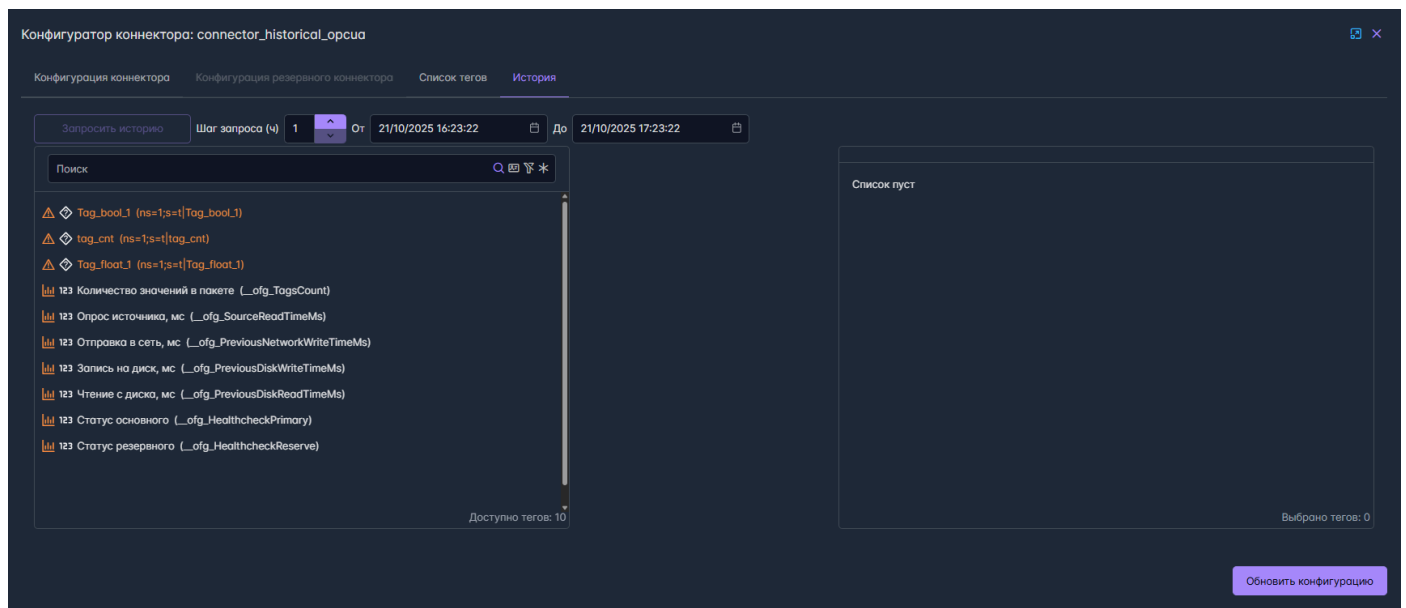 Конфигуратор коннектора: connector_historical_opcua
Конфигурация коннектора Конфигурация резервного коннектора Список тегов История
Запросить историю Шаг запроса (ч) 1 От 21/10/2025 16:23:22 До 21/10/2025 17:23:22
Поиск
Список пуст
Tag_bool_1 (ns=1;s=t|Tag_bool_1)
tag_cnt (ns=1;s=t|tag_cnt)
Tag_float_1 (ns=1;s=t|Tag_float_1)
123 Количество значений в пакете (__ofg_TagsCount)
123 Опрос источника, мс (__ofg_SourceReadTimeMs)
123 Отправка в сеть, мс (__ofg_PreviousNetworkWriteTimeMs)
123 Запись на диск, мс (__ofg_PreviousDiskWriteTimeMs)
123 Чтение с диска, мс (__ofg_PreviousDiskReadTimeMs)
123 Статус основного (__ofg_HealthcheckPrimary)
123 Статус резервного (__ofg_HealthcheckReserve)
Доступно тегов: 10
Выбрано тегов: 0
Обновить конфигурацию